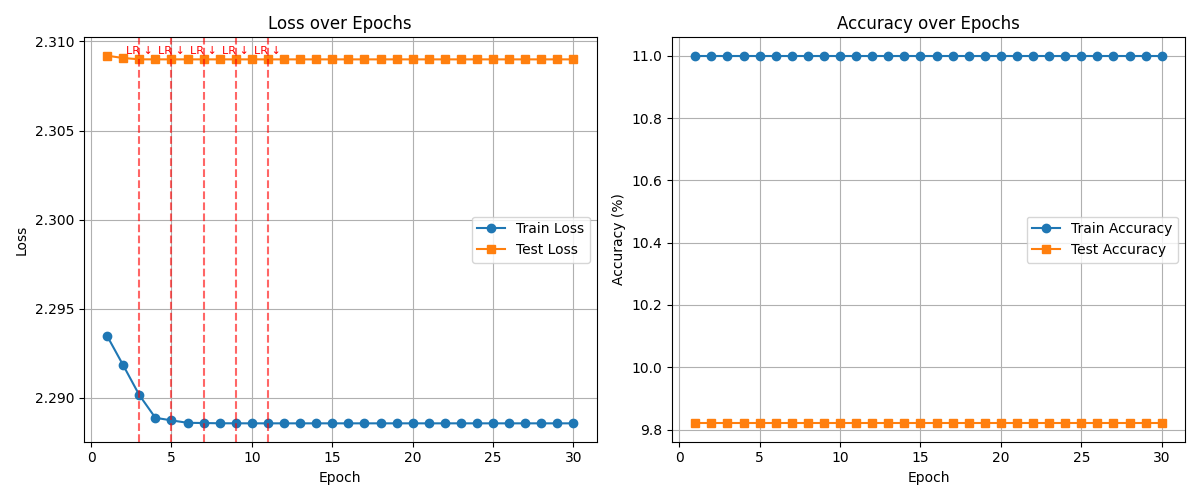 Loss over Epochs
2.310
2.305
2.300
2.295
2.290
Loss
LR ↓ LR ↓ LR ↓ LR ↓ LR ↓
Train Loss
Test Loss
0 5 10 15 20 25 30
Epoch
Accuracy over Epochs
11.0
10.8
10.6
10.4
10.2
10.0
9.8
Accuracy (%)
Train Accuracy
Test Accuracy
0 5 10 15 20 25 30
Epoch